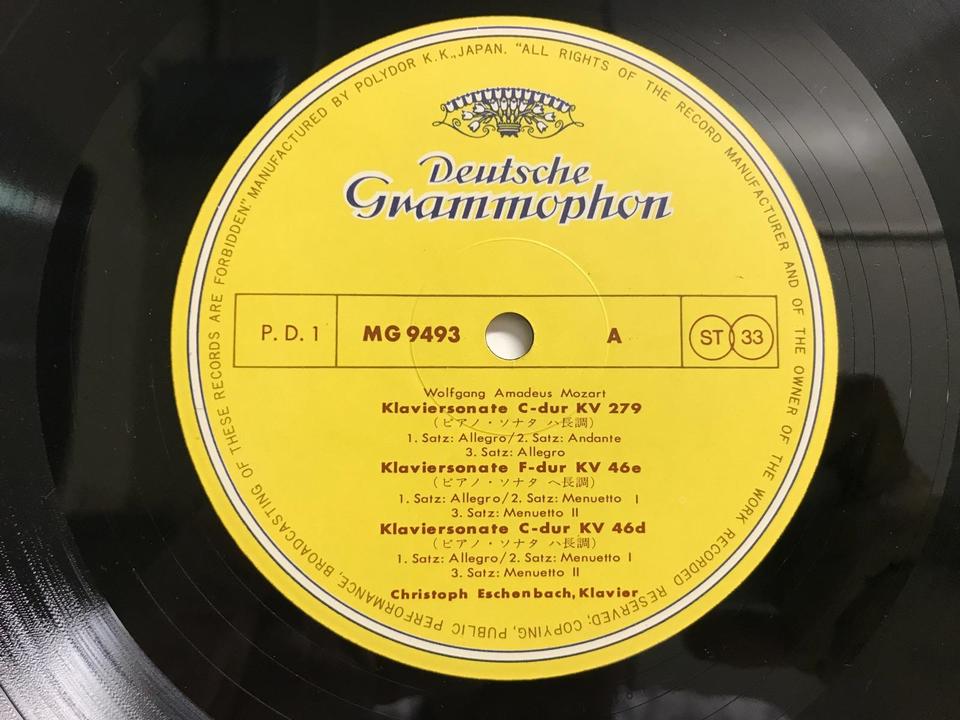 MANUFACTURED BY POLYDOR K.K., JAPAN. "ALL RIGHTS OF THE RECORD MANUFACTURER AND OF THE OWNER OF THE WORK RECORDED RESERVED; COPYING, PUBLIC PERFORMANCE, BROADCASTING OF THESE RECORDS ARE FORBIDDEN."
Deutsche
Grammophon
P. D. 1 MG 9493 A ST 33
Wolfgang Amadeus Mozart
Klaviersonate C-dur KV 279
(ピアノ・ソナタ ハ長調)
1. Satz: Allegro/2. Satz: Andante
3. Satz: Allegro
Klaviersonate F-dur KV 46e
(ピアノ・ソナタ ヘ長調)
1. Satz: Allegro/2. Satz: Menuetto I
3. Satz: Menuetto II
Klaviersonate C-dur KV 46d
(ピアノ・ソナタ ハ長調)
1. Satz: Allegro/2. Satz: Menuetto I
3. Satz: Menuetto II
Christoph Eschenbach, Klavier